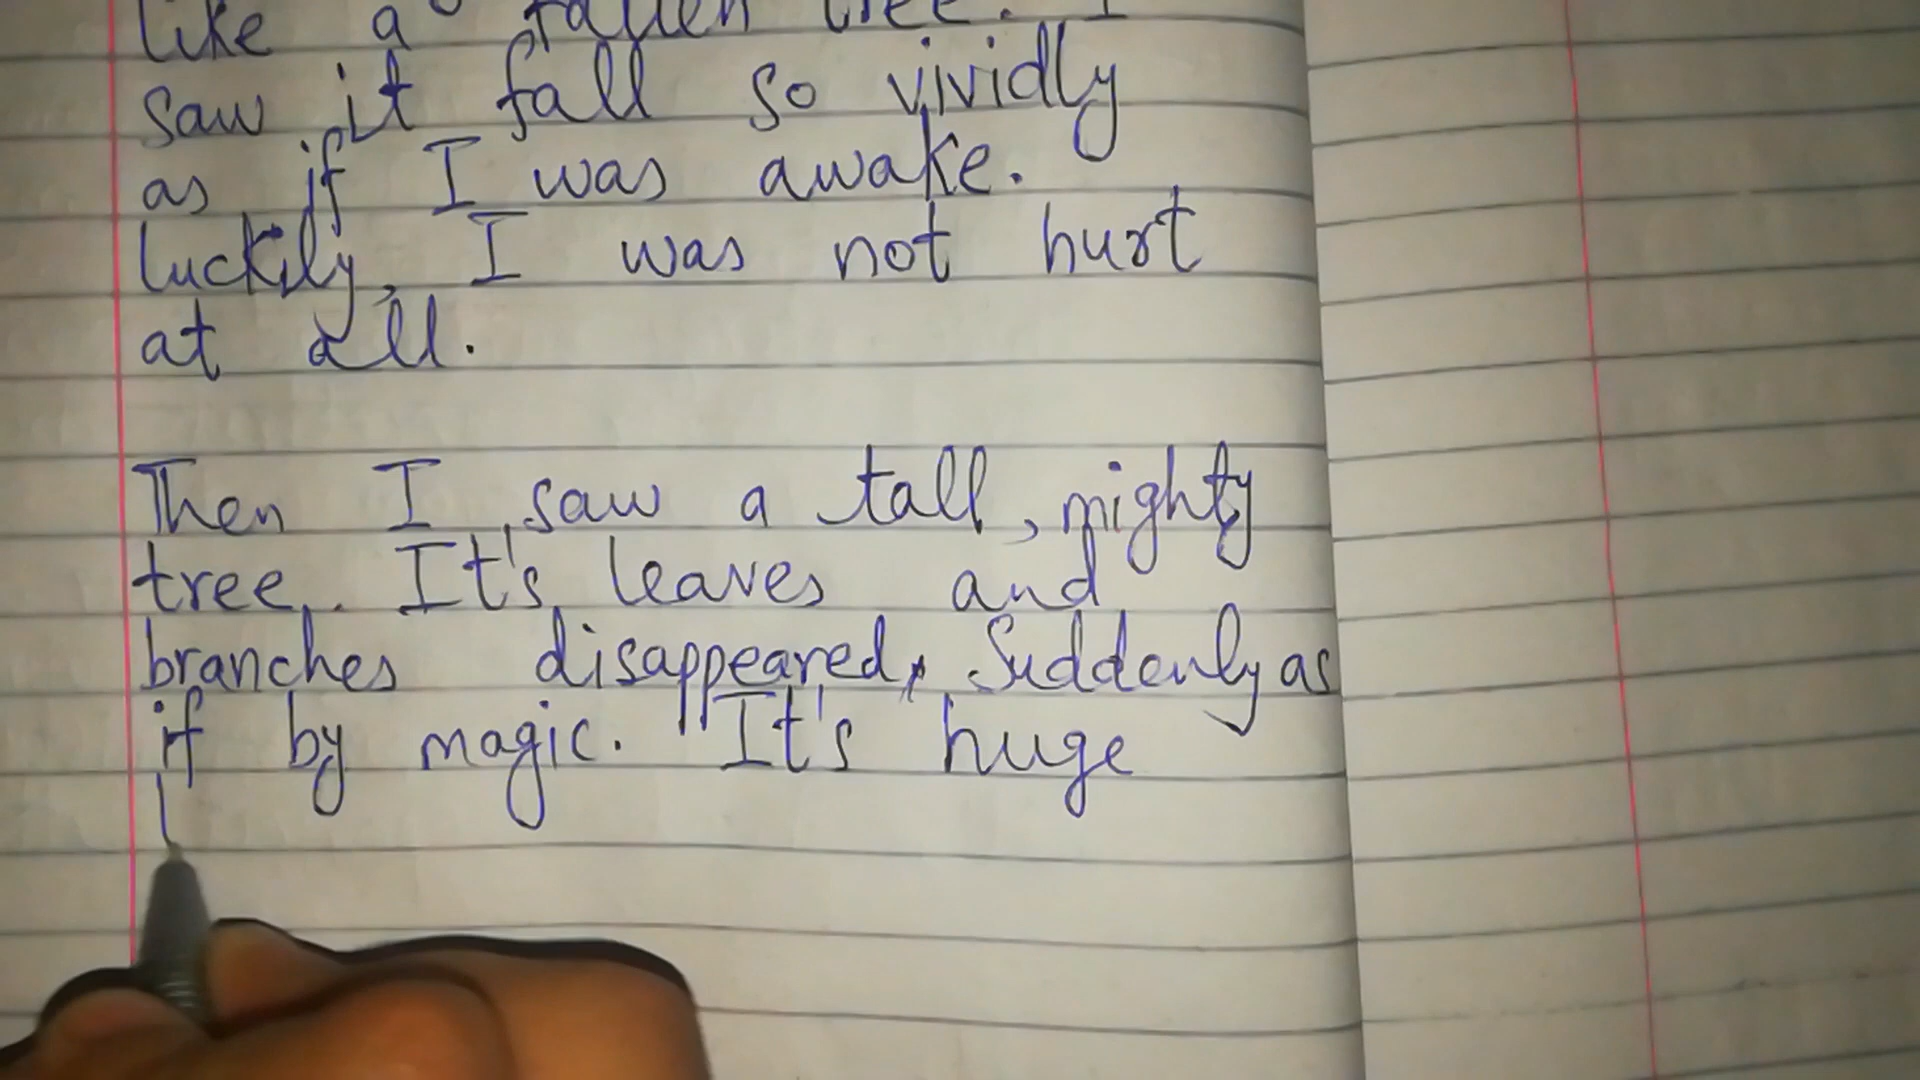 like a fallen tree. I
saw it fall so vividly
as if I was awake.
luckily, I was not hurt
at all.
Then I saw a tall, mighty
tree. It's leaves and
branches disappeared, Suddenly as
if by magic. It's huge